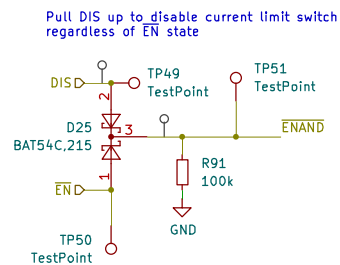 Pull DIS up to disable current limit switch
regardless of EN state
DIS
TP49
TestPoint
TP51
TestPoint
2
D25
3
BAT54C,215
ENAND
1
R91
100k
EN
GND
TP50
TestPoint